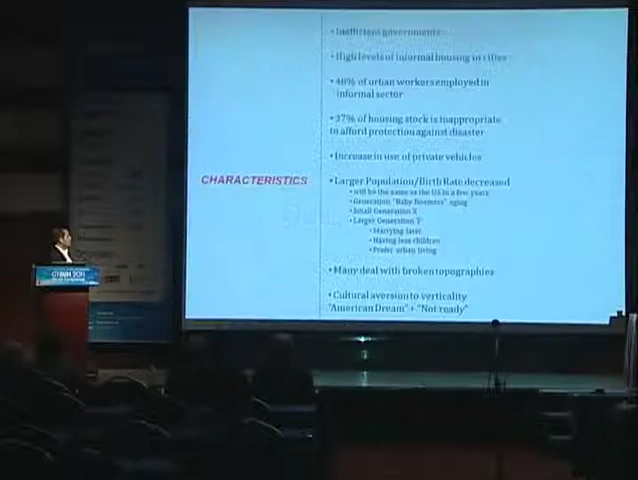 • Inefficient governments
• High levels of informal housing in cities
• 40% of urban workers employed in
informal sector
• 37% of housing stock is inappropriate
to afford protection against disaster
• Increase in use of private vehicles
CHARACTERISTICS
• Larger Population/Birth Rate decreased
• will be the same as the US in a few years
• Generation "Baby Boomers" aging
• Small Generation X
• Larger Generation Y:
• Marrying later
• Having less children
• Prefer urban living
• Many deal with broken topographies
• Cultural aversion to verticality
"American Dream" + "Not ready"
2011